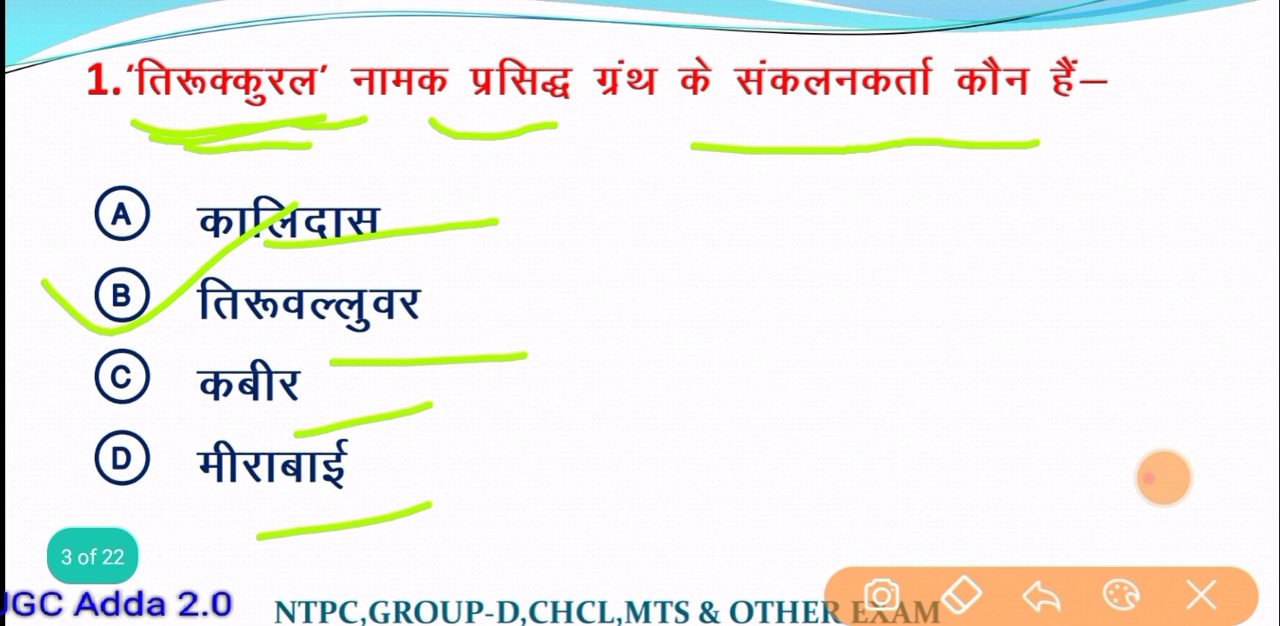 1. ‘तिरूक्कुरल’ नामक प्रसिद्ध ग्रंथ के संकलनकर्ता कौन हैं–
A कालिदास
B तिरूवल्लुवर
C कबीर
D मीराबाई
3 of 22
JGC Adda 2.0
NTPC,GROUP-D,CHCL,MTS & OTHER EXAM